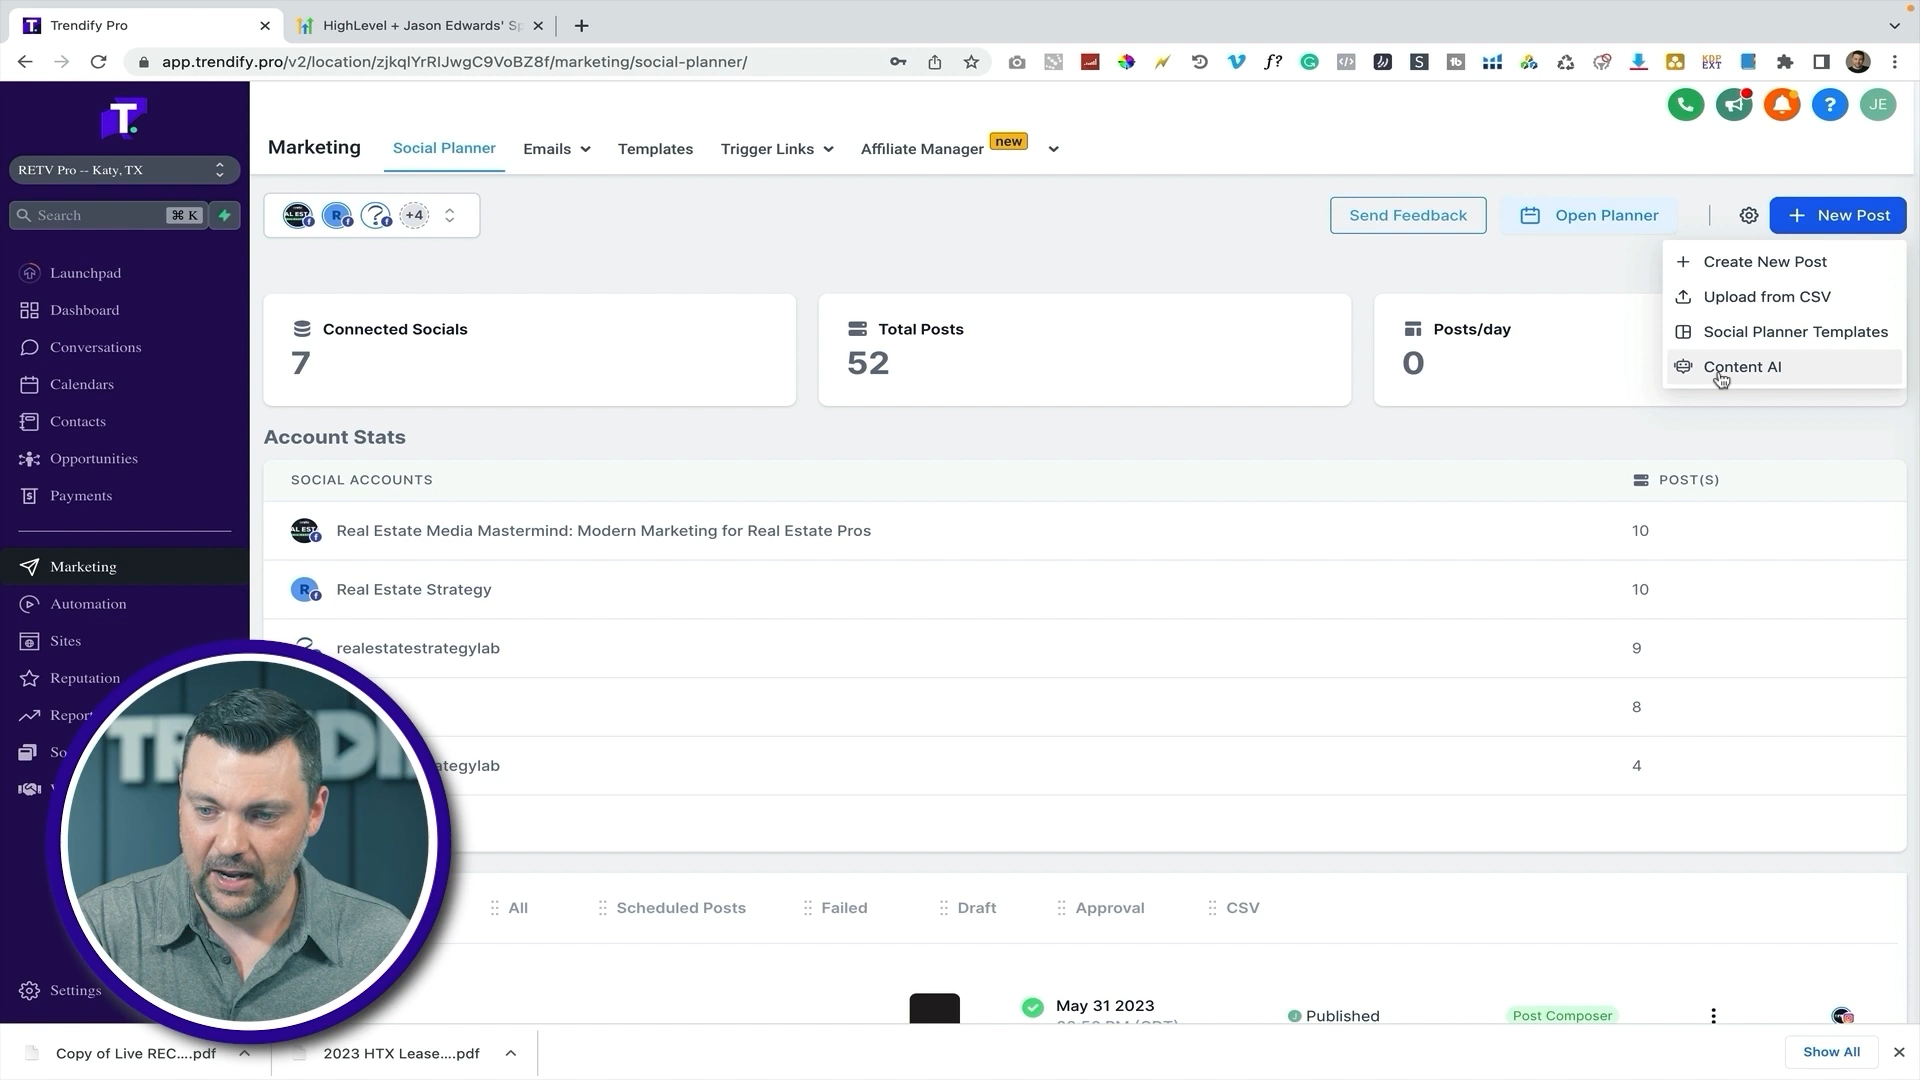 Trendify Pro
HighLevel + Jason Edwards' Sp
app.trendify.pro/v2/location/zjkqlYrRlJwgC9VoBZ8f/marketing/social-planner/
RETV Pro -- Katy, TX
Search ⌘ K
Launchpad
Dashboard
Conversations
Calendars
Contacts
Opportunities
Payments
Marketing
Automation
Sites
Reputation
Settings
JE
Marketing Social Planner Emails Templates Trigger Links Affiliate Manager new
+4
Send Feedback Open Planner + New Post
+ Create New Post
Upload from CSV
Social Planner Templates
Content AI
Connected Socials
7
Total Posts
52
Posts/day
0
Account Stats
SOCIAL ACCOUNTS POST(S)
Real Estate Media Mastermind: Modern Marketing for Real Estate Pros 10
Real Estate Strategy 10
realestatestrategylab 9
8
4
All Scheduled Posts Failed Draft Approval CSV
May 31 2023
Published
Post Composer
Copy of Live REC....pdf
2023 HTX Lease....pdf
Show All